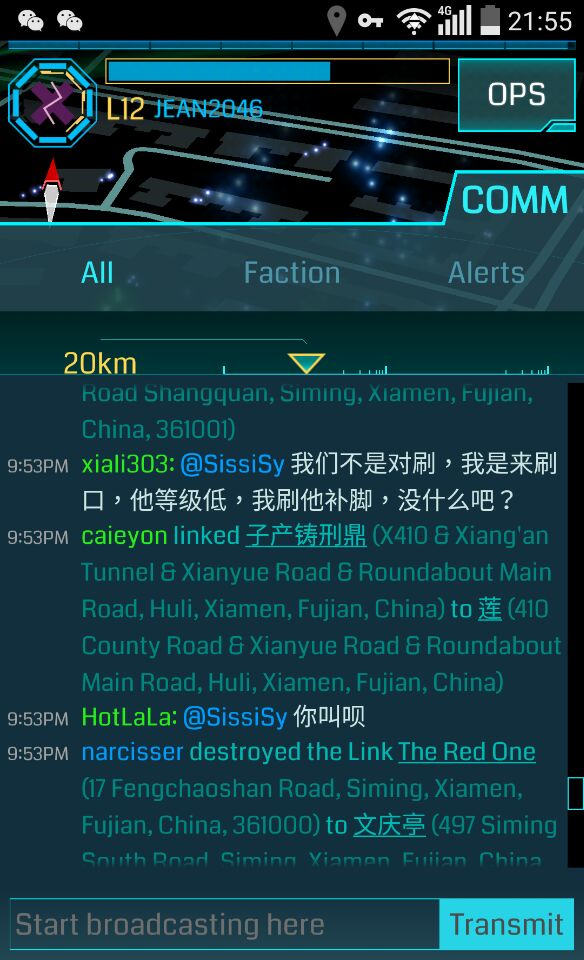 4G 21:55
L12 JEAN2046
OPS
COMM
All Faction Alerts
20km
Road Shangquan, Siming, Xiamen, Fujian,
China, 361001)
9:53PM xiali303: @SissiSy 我们不是对刷，我是来刷
口，他等级低，我刷他补脚，没什么吧？
9:53PM caieyon linked 子产铸刑鼎 (X410 & Xiang'an
Tunnel & Xianyue Road & Roundabout Main
Road, Huli, Xiamen, Fujian, China) to 莲 (410
County Road & Xianyue Road & Roundabout
Main Road, Huli, Xiamen, Fujian, China)
9:53PM HotLaLa: @SissiSy 你叫呗
9:53PM narcisser destroyed the Link The Red One
(17 Fengchaoshan Road, Siming, Xiamen,
Fujian, China, 361000) to 文庆亭 (497 Siming
South Road, Siming, Xiamen, Fujian, China,
Start broadcasting here Transmit